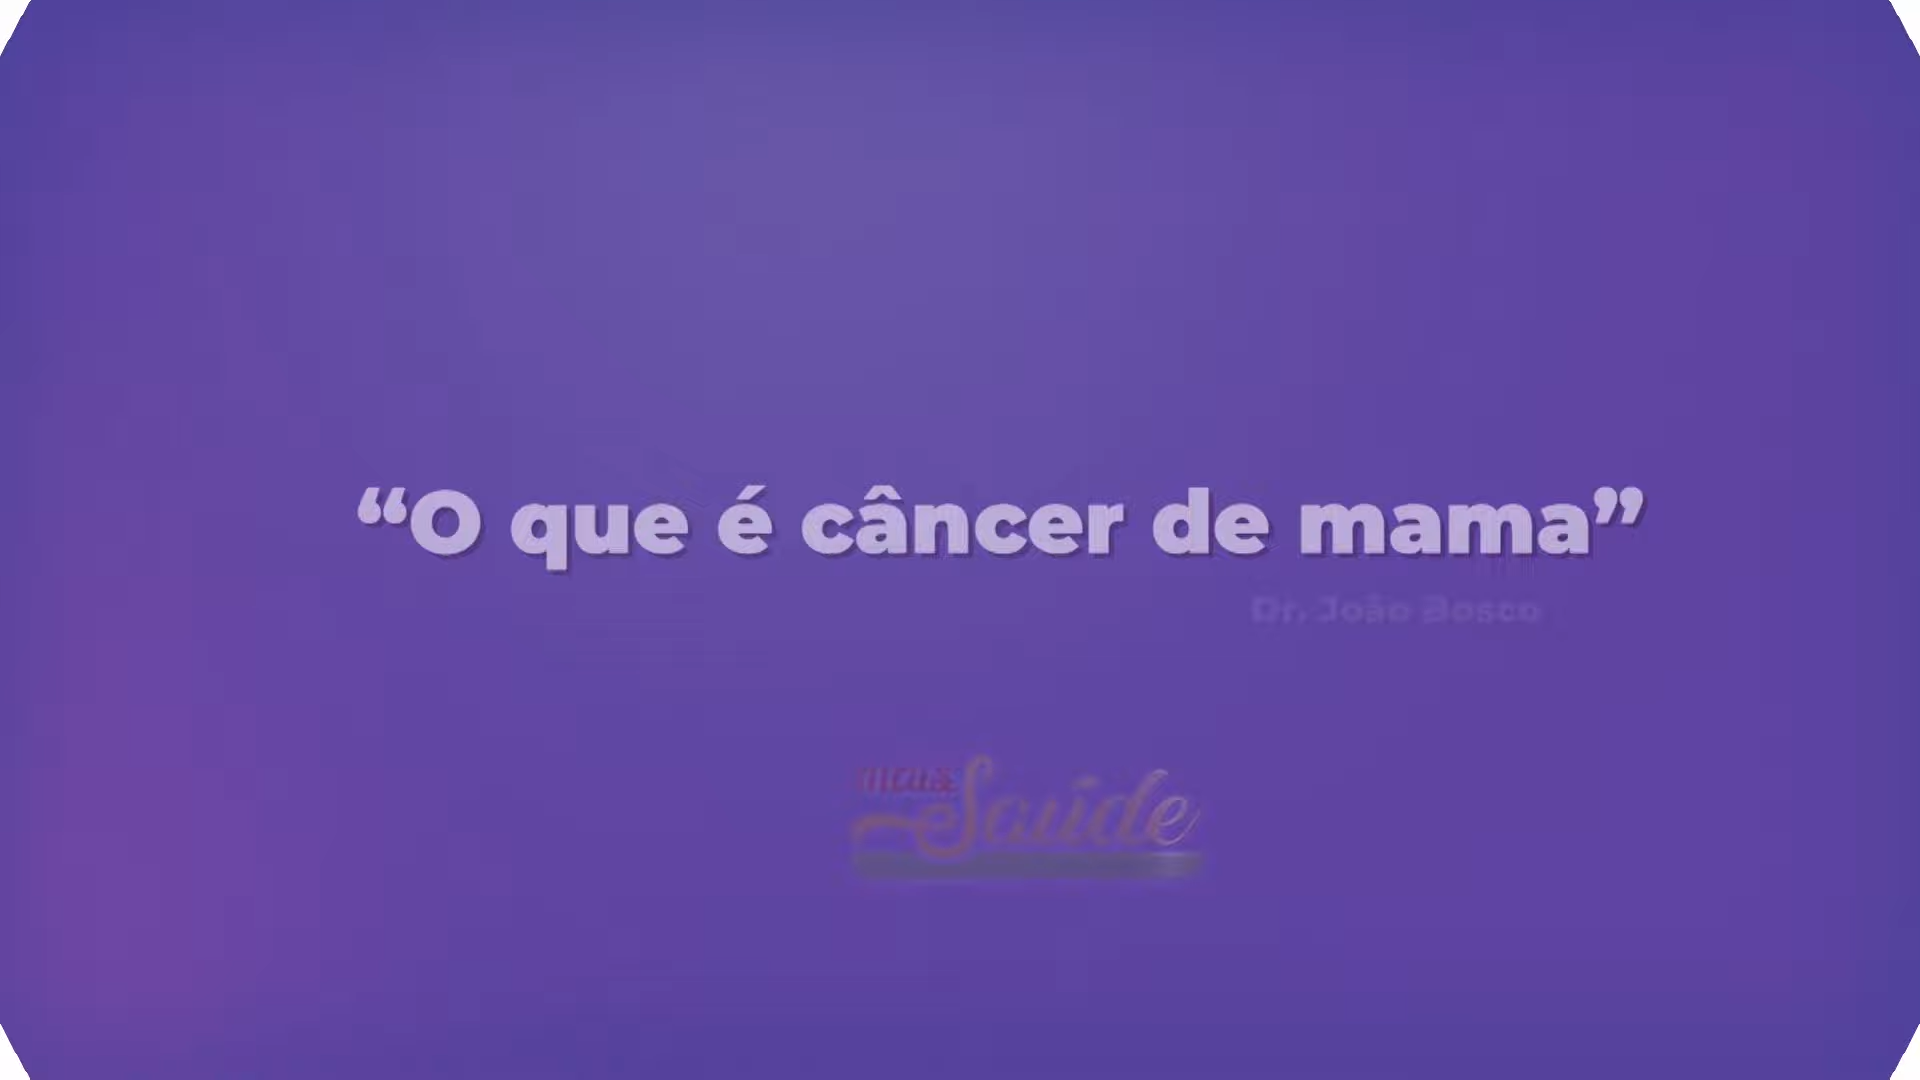 “O que é câncer de mama”
Dr. João Bosco
Saúde